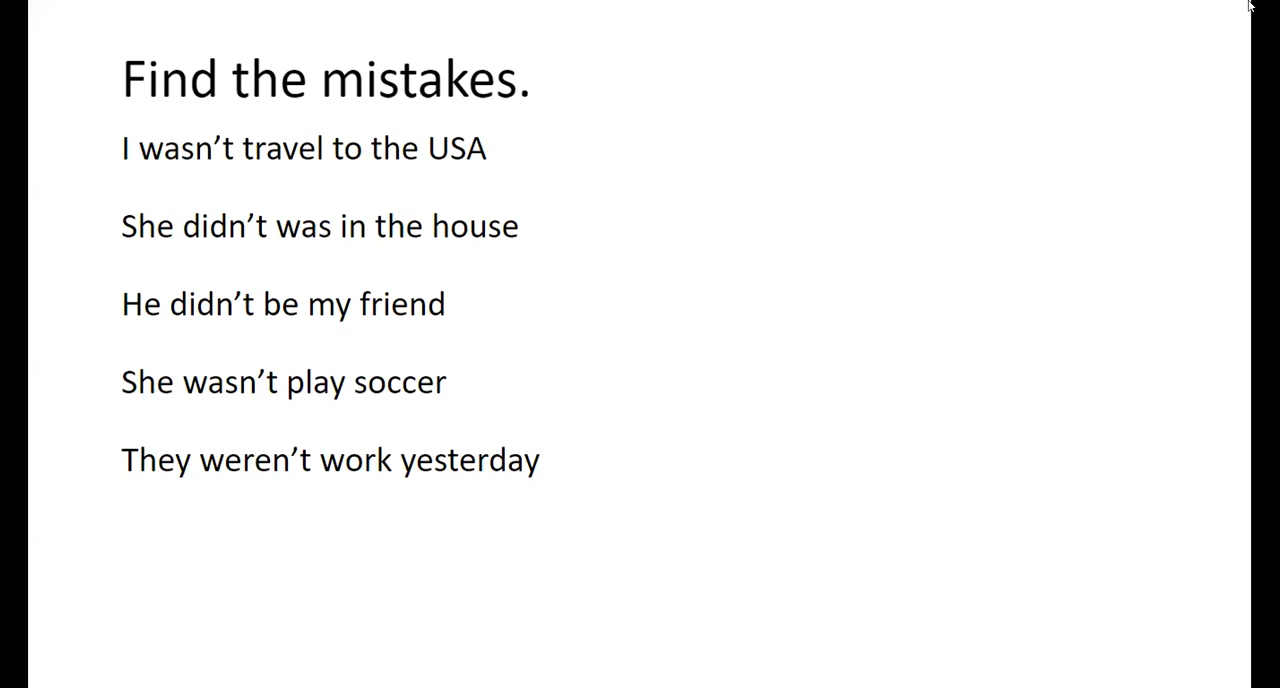 Find the mistakes.
I wasn’t travel to the USA
She didn’t was in the house
He didn’t be my friend
She wasn’t play soccer
They weren’t work yesterday